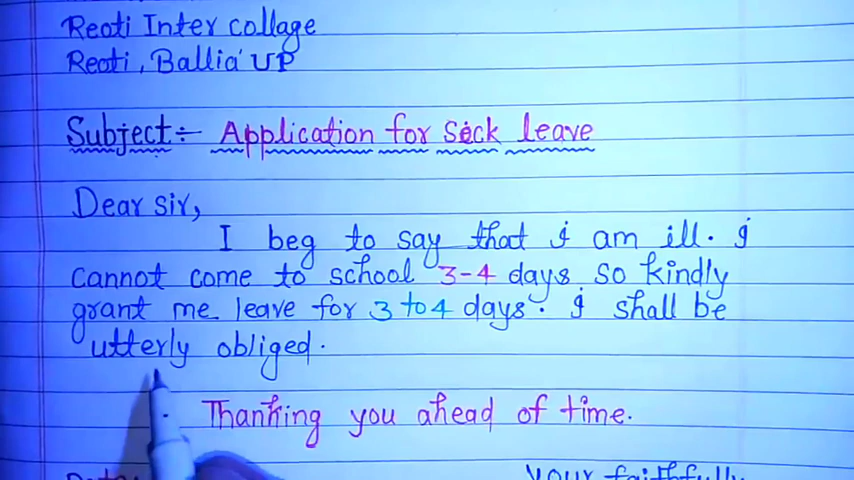 Reoti Inter collage
Reoti, Ballia UP
Subject:- Application for Sick leave
Dear sir,
I beg to say that i am ill. i
cannot come to school 3-4 days. so kindly
grant me leave for 3 to 4 days. I shall be
utterly obliged.
Thanking you ahead of time.
Your faithfully